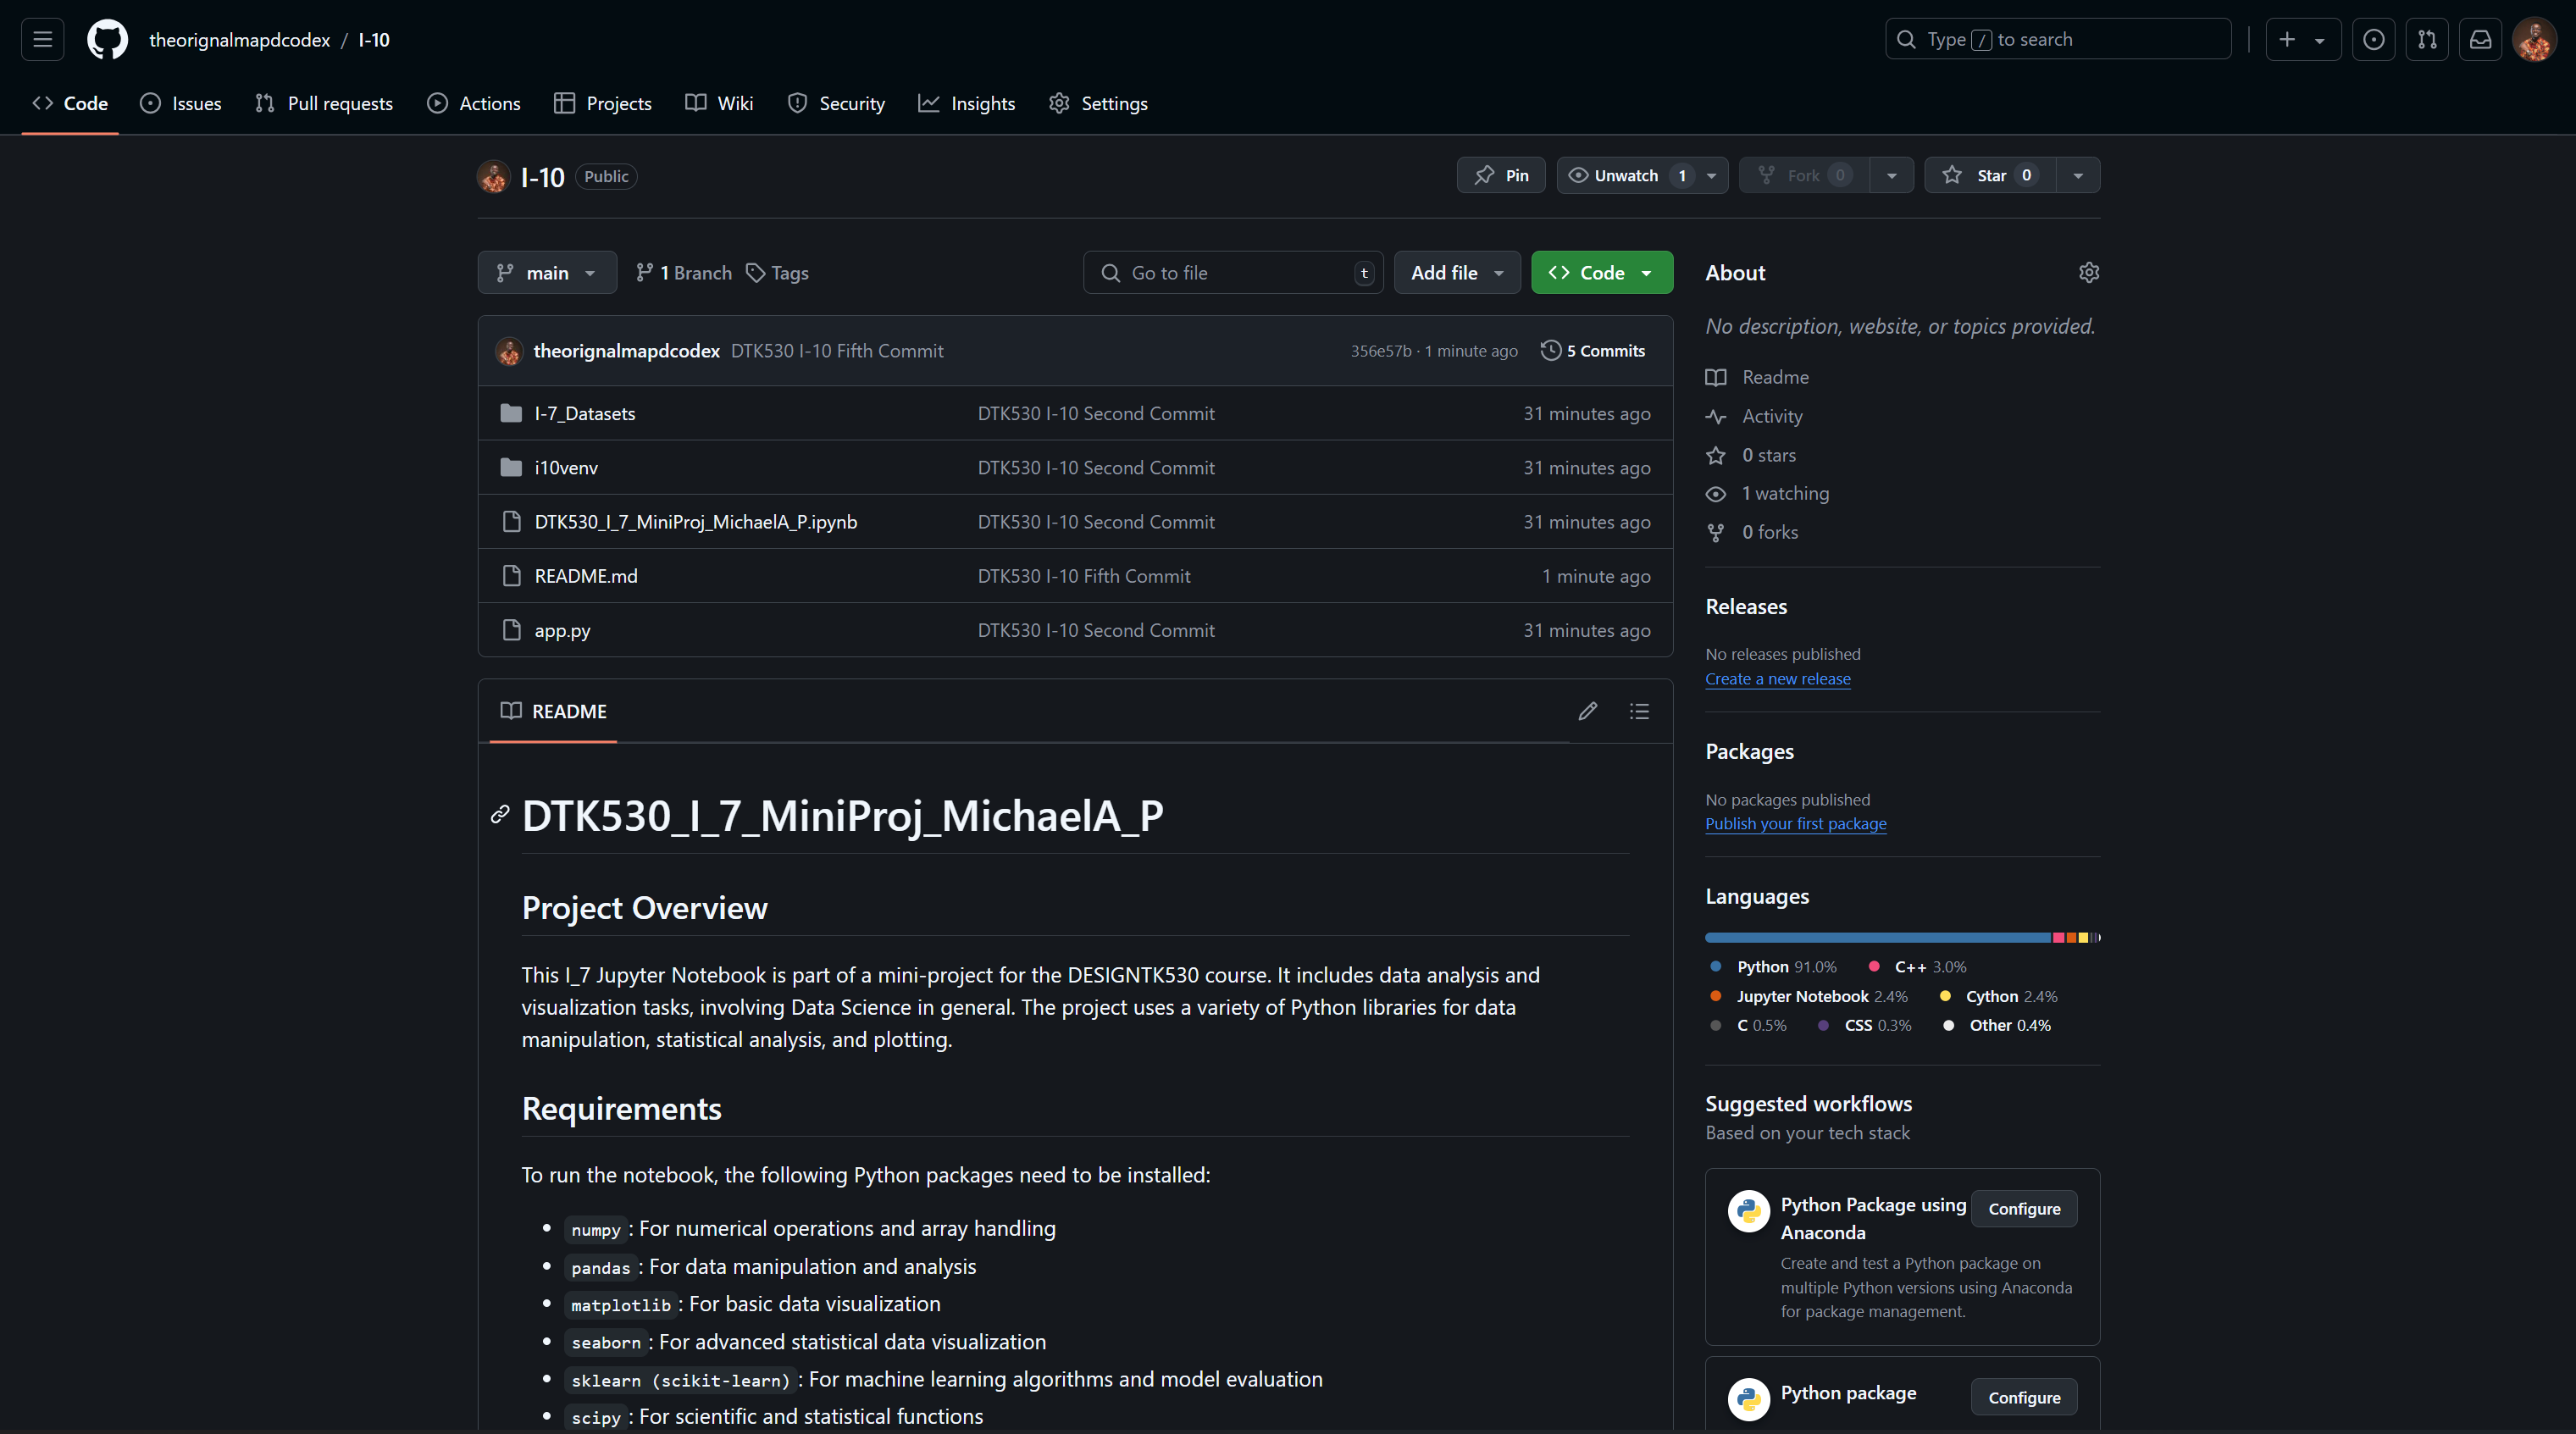 theorignalmapdcodex / I-10
Type / to search
Code Issues Pull requests Actions Projects Wiki Security Insights Settings
I-10 Public
Pin Unwatch 1 Fork 0 Star 0
main 1 Branch Tags Go to file t Add file Code
theorignalmapdcodex DTK530 I-10 Fifth Commit 356e57b · 1 minute ago 5 Commits
I-7_Datasets DTK530 I-10 Second Commit 31 minutes ago
i10venv DTK530 I-10 Second Commit 31 minutes ago
DTK530_I_7_MiniProj_MichaelA_P.ipynb DTK530 I-10 Second Commit 31 minutes ago
README.md DTK530 I-10 Fifth Commit 1 minute ago
app.py DTK530 I-10 Second Commit 31 minutes ago
README
DTK530_I_7_MiniProj_MichaelA_P
Project Overview
This I_7 Jupyter Notebook is part of a mini-project for the DESIGNTK530 course. It includes data analysis and
visualization tasks, involving Data Science in general. The project uses a variety of Python libraries for data
manipulation, statistical analysis, and plotting.
Requirements
To run the notebook, the following Python packages need to be installed:
numpy : For numerical operations and array handling
pandas : For data manipulation and analysis
matplotlib : For basic data visualization
seaborn : For advanced statistical data visualization
sklearn (scikit-learn) : For machine learning algorithms and model evaluation
scipy : For scientific and statistical functions
About
No description, website, or topics provided.
Readme
Activity
0 stars
1 watching
0 forks
Releases
No releases published
Create a new release
Packages
No packages published
Publish your first package
Languages
Python 91.0% C++ 3.0%
Jupyter Notebook 2.4% Cython 2.4%
C 0.5% CSS 0.3% Other 0.4%
Suggested workflows
Based on your tech stack
Python Package using Configure
Anaconda
Create and test a Python package on
multiple Python versions using Anaconda
for package management.
Python package Configure